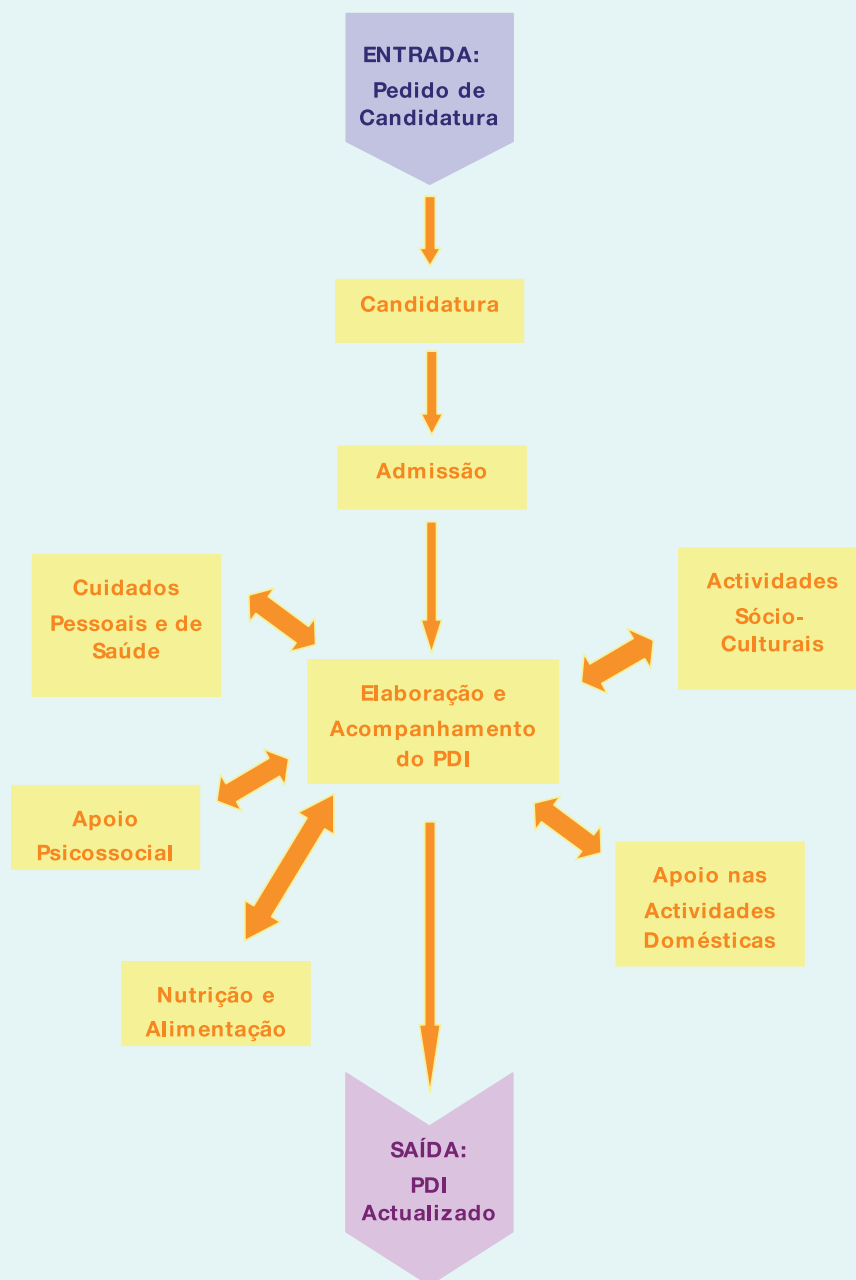 ENTRADA:
Pedido de
Candidatura
Candidatura
Admissão
Cuidados
Pessoais e de
Saúde
Actividades
Sócio-
Culturais
Elaboração e
Acompanhamento
do PDI
Apoio
Psicossocial
Apoio nas
Actividades
Domésticas
Nutrição e
Alimentação
SAÍDA:
PDI
Actualizado